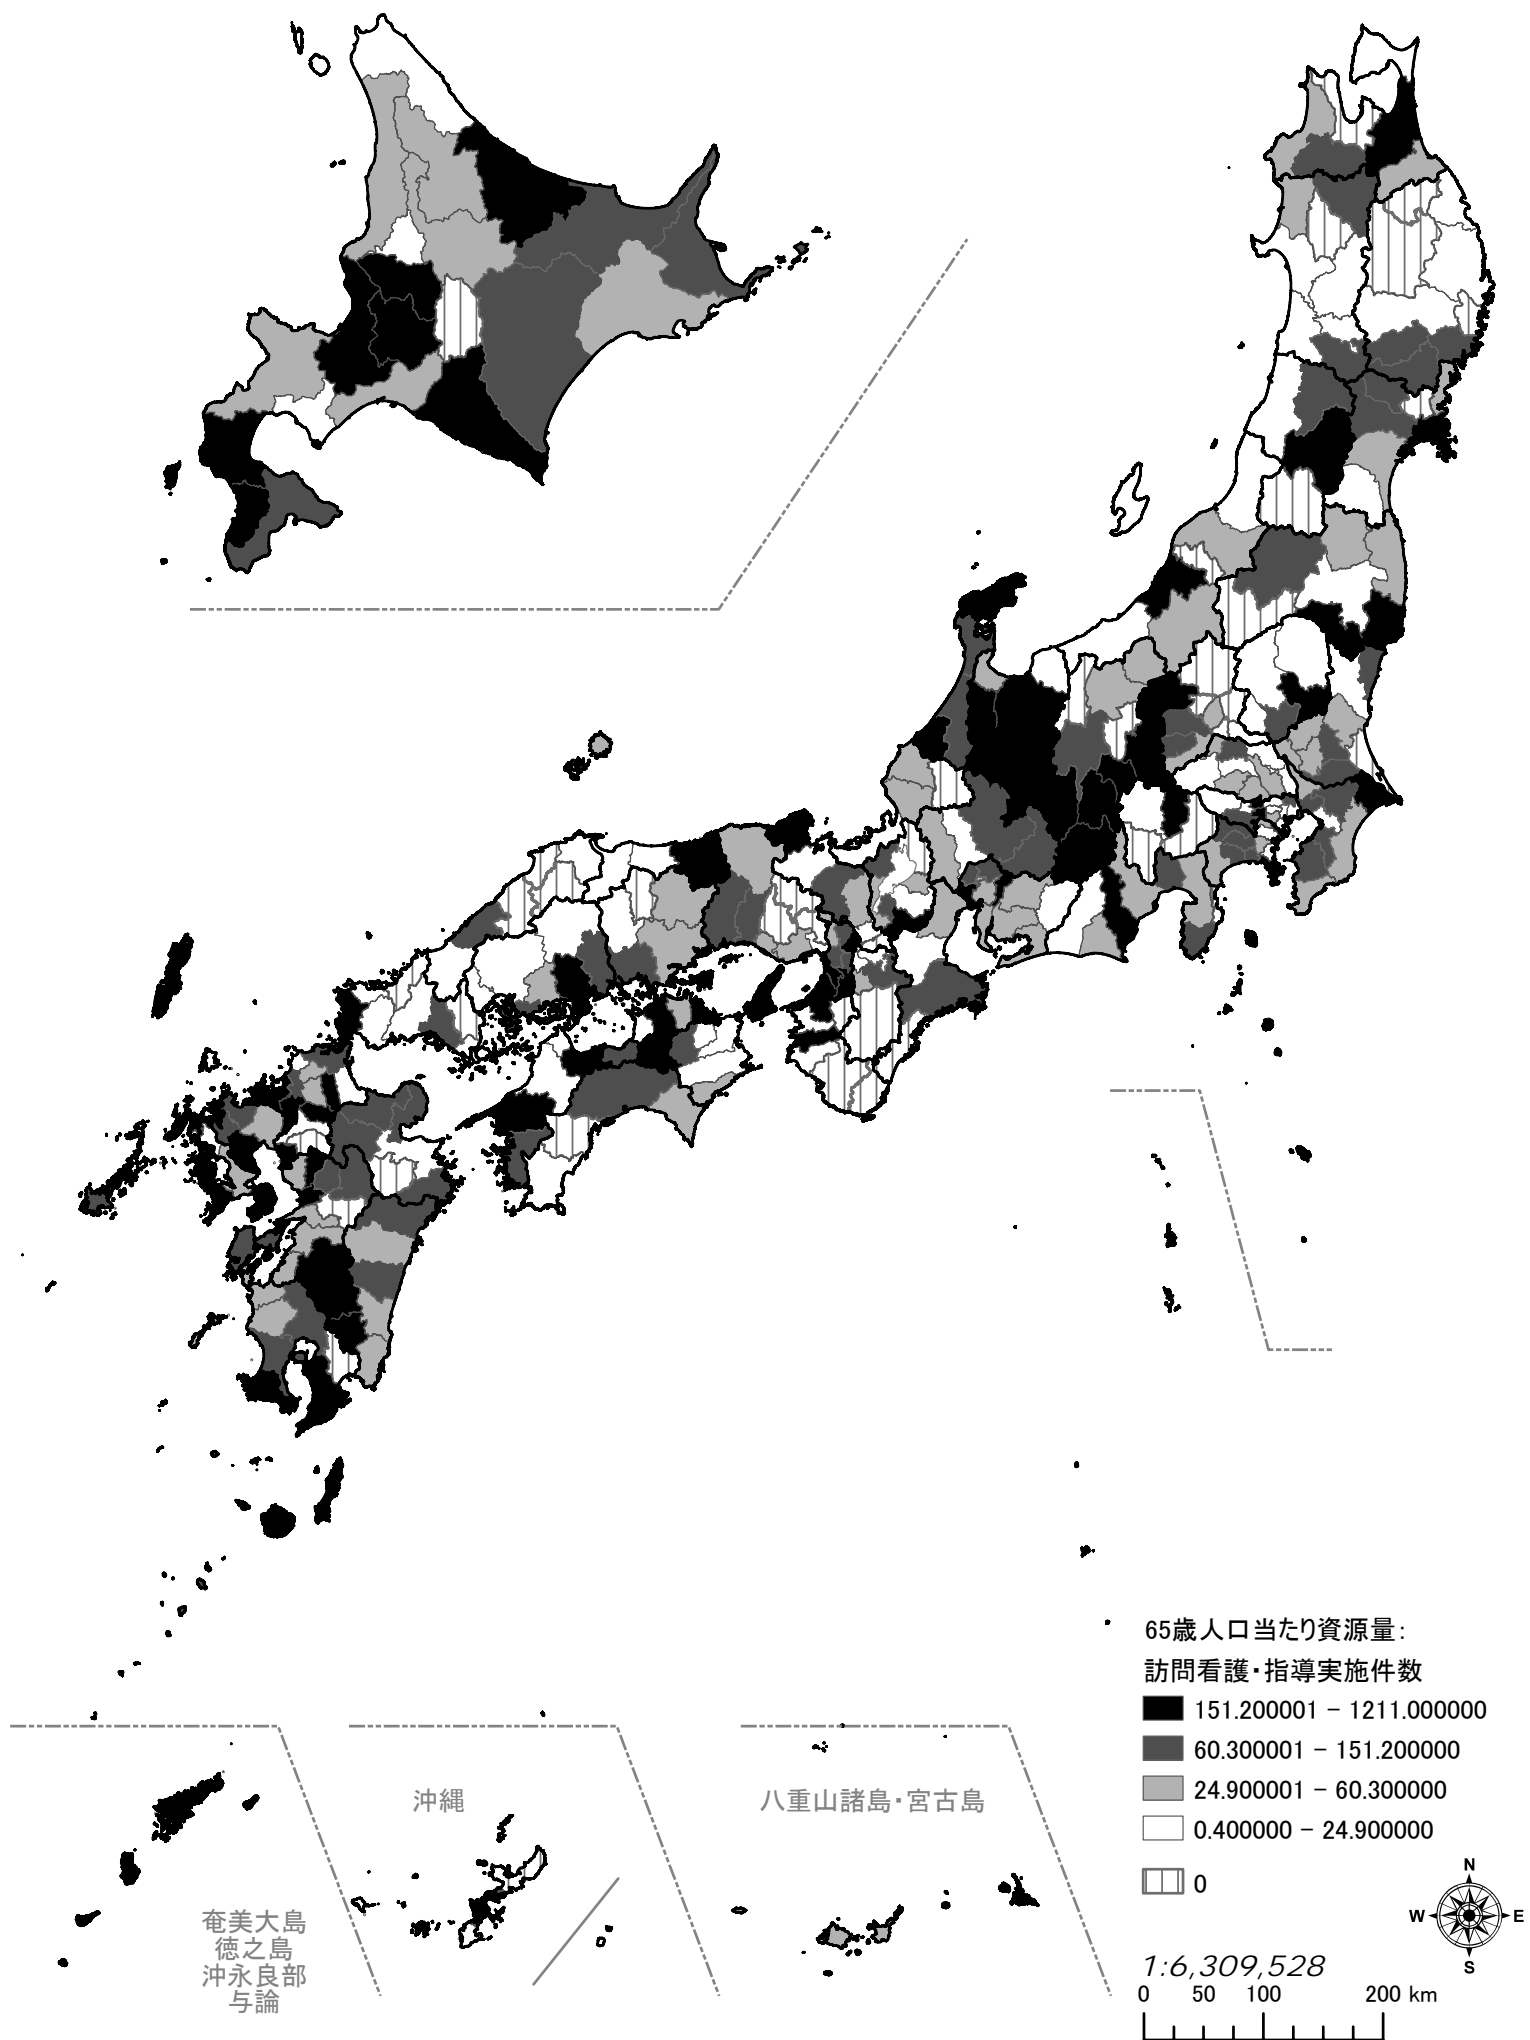 65歳人口当たり資源量:
訪問看護・指導実施件数
151.200001 - 1211.000000
60.300001 - 151.200000
24.900001 - 60.300000
0.400000 - 24.900000
0
沖縄
八重山諸島・宮古島
奄美大島
徳之島
沖永良部
与論
N
W
E
S
1:6,309,528
0 50 100 200 km